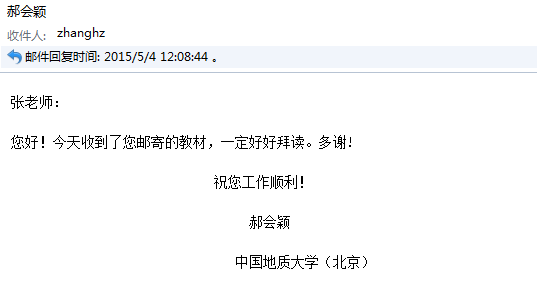 郝会颖
收件人: zhanghz
邮件回复时间: 2015/5/4 12:08:44 。
张老师：
您好！今天收到了您邮寄的教材，一定好好拜读。多谢!
祝您工作顺利！
郝会颖
中国地质大学（北京）